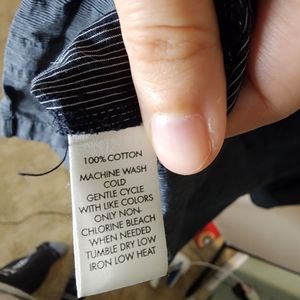 100% COTTON
MACHINE WASH
COLD
GENTLE CYCLE
WITH LIKE COLORS
ONLY NON-
CHLORINE BLEACH
WHEN NEEDED
TUMBLE DRY LOW
IRON LOW HEAT